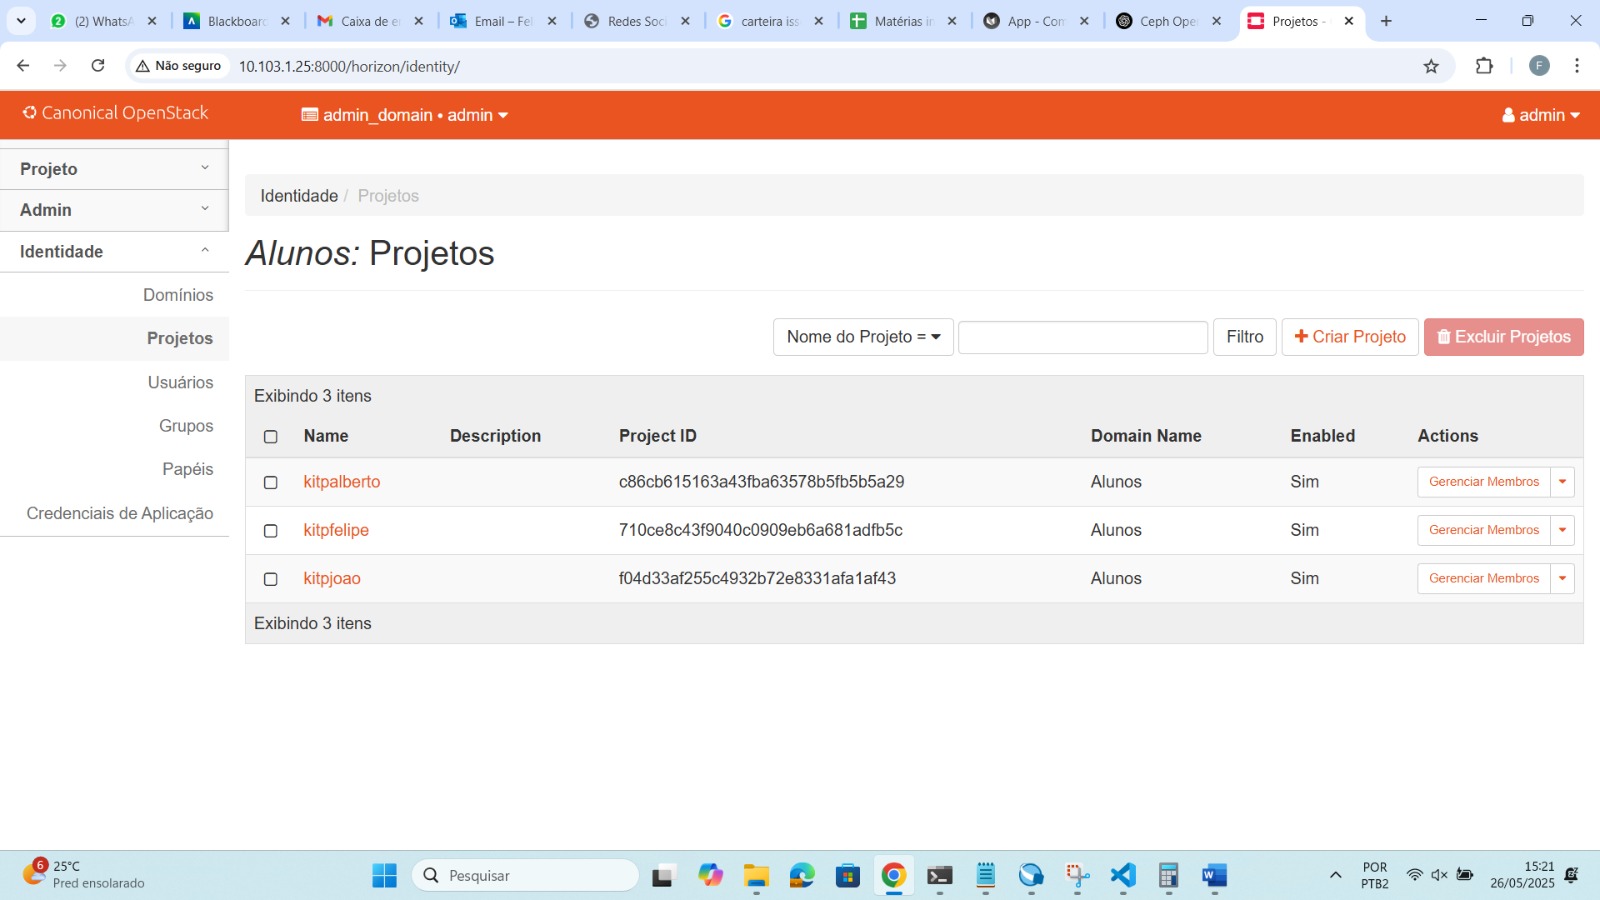 (2) WhatsA
Blackboard
Caixa de e
Email – Fel
Redes Soci
carteira iss
Matérias in
App - Com
Ceph Ope
Projetos -
Não seguro
10.103.1.25:8000/horizon/identity/
F
Canonical OpenStack
admin_domain • admin
admin
Projeto
Admin
Identidade
Domínios
Projetos
Usuários
Grupos
Papéis
Credenciais de Aplicação
Identidade / Projetos
Alunos: Projetos
Nome do Projeto =
Filtro
Criar Projeto
Excluir Projetos
Exibindo 3 itens
Name Description Project ID Domain Name Enabled Actions
kitpalberto c86cb615163a43fba63578b5fb5b5a29 Alunos Sim Gerenciar Membros
kitpfelipe 710ce8c43f9040c0909eb6a681adfb5c Alunos Sim Gerenciar Membros
kitpjoao f04d33af255c4932b72e8331afa1af43 Alunos Sim Gerenciar Membros
Exibindo 3 itens
6
25°C
Pred ensolarado
Pesquisar
POR
PTB2
15:21
26/05/2025